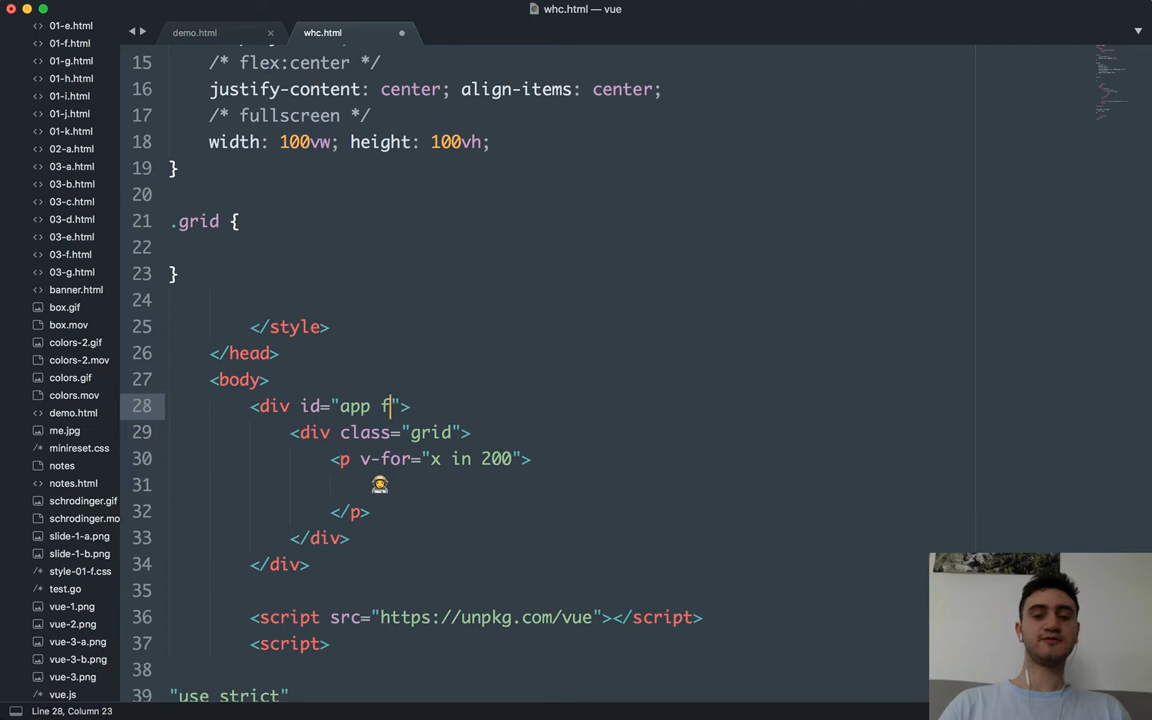 whc.html — vue
demo.html
whc.html
01-e.html
01-f.html
01-g.html
01-h.html
01-i.html
01-j.html
01-k.html
02-a.html
03-a.html
03-b.html
03-c.html
03-d.html
03-e.html
03-f.html
03-g.html
banner.html
box.gif
box.mov
colors-2.gif
colors-2.mov
colors.gif
colors.mov
demo.html
me.jpg
minireset.css
notes
notes.html
schrodinger.gif
schrodinger.mo
slide-1-a.png
slide-1-b.png
style-01-f.css
test.go
vue-1.png
vue-2.png
vue-3-a.png
vue-3-b.png
vue-3.png
vue.js
15 /* flex:center */
16 justify-content: center; align-items: center;
17 /* fullscreen */
18 width: 100vw; height: 100vh;
19 }
20
21 .grid {
22
23 }
24
25 </style>
26 </head>
27 <body>
28 <div id="app f">
29 <div class="grid">
30 <p v-for="x in 200">
31 👩‍🚀
32 </p>
33 </div>
34 </div>
35
36 <script src="https://unpkg.com/vue"></script>
37 <script>
38
39 "use strict"
Line 28, Column 23